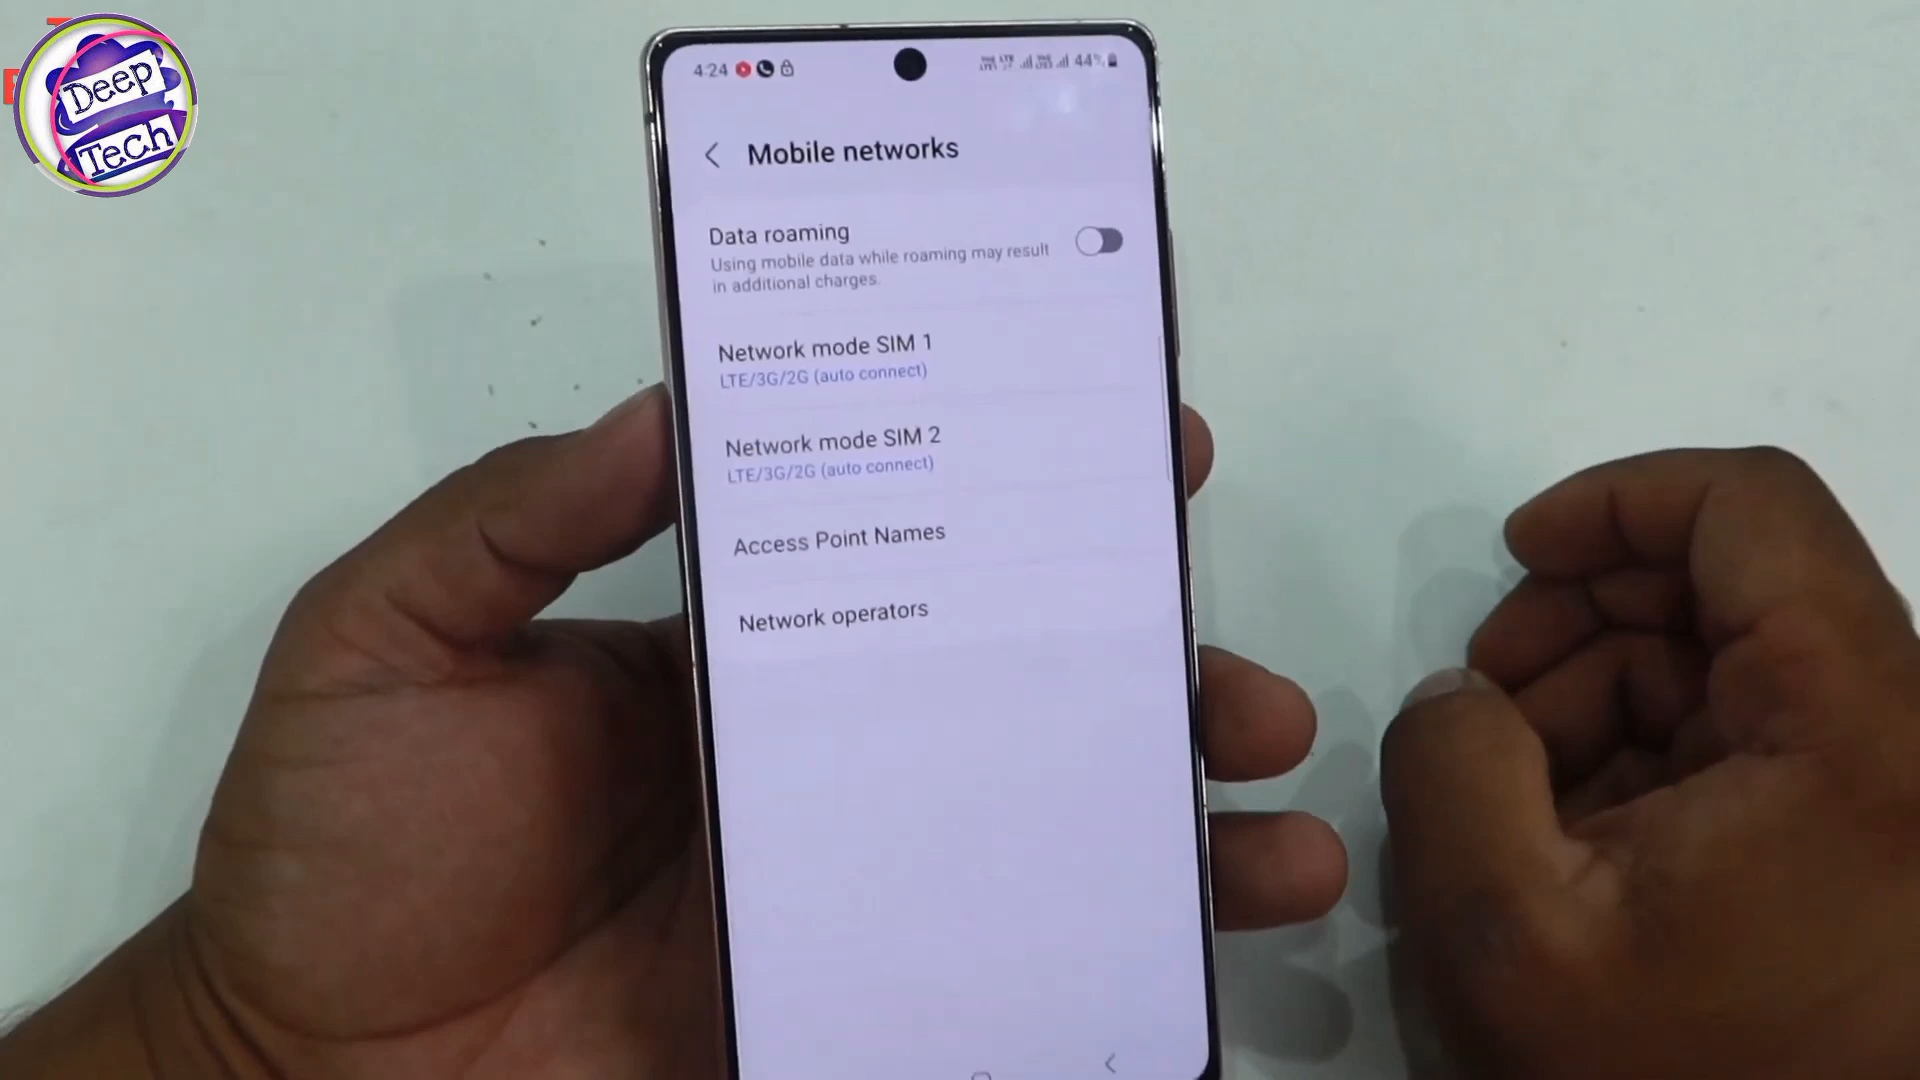 Deep
Tech
4:24
44%
Mobile networks
Data roaming
Using mobile data while roaming may result
in additional charges.
Network mode SIM 1
LTE/3G/2G (auto connect)
Network mode SIM 2
LTE/3G/2G (auto connect)
Access Point Names
Network operators